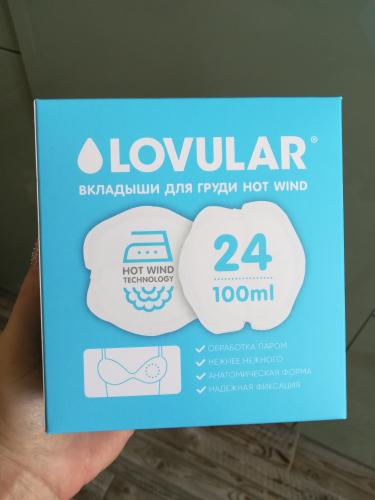 LOVULAR®
ВКЛАДЫШИ ДЛЯ ГРУДИ HOT WIND
HOT WIND
TECHNOLOGY
24
100ml
ОБРАБОТКА ПАРОМ
НЕЖНЕЕ НЕЖНОГО
АНАТОМИЧЕСКАЯ ФОРМА
НАДЕЖНАЯ ФИКСАЦИЯ